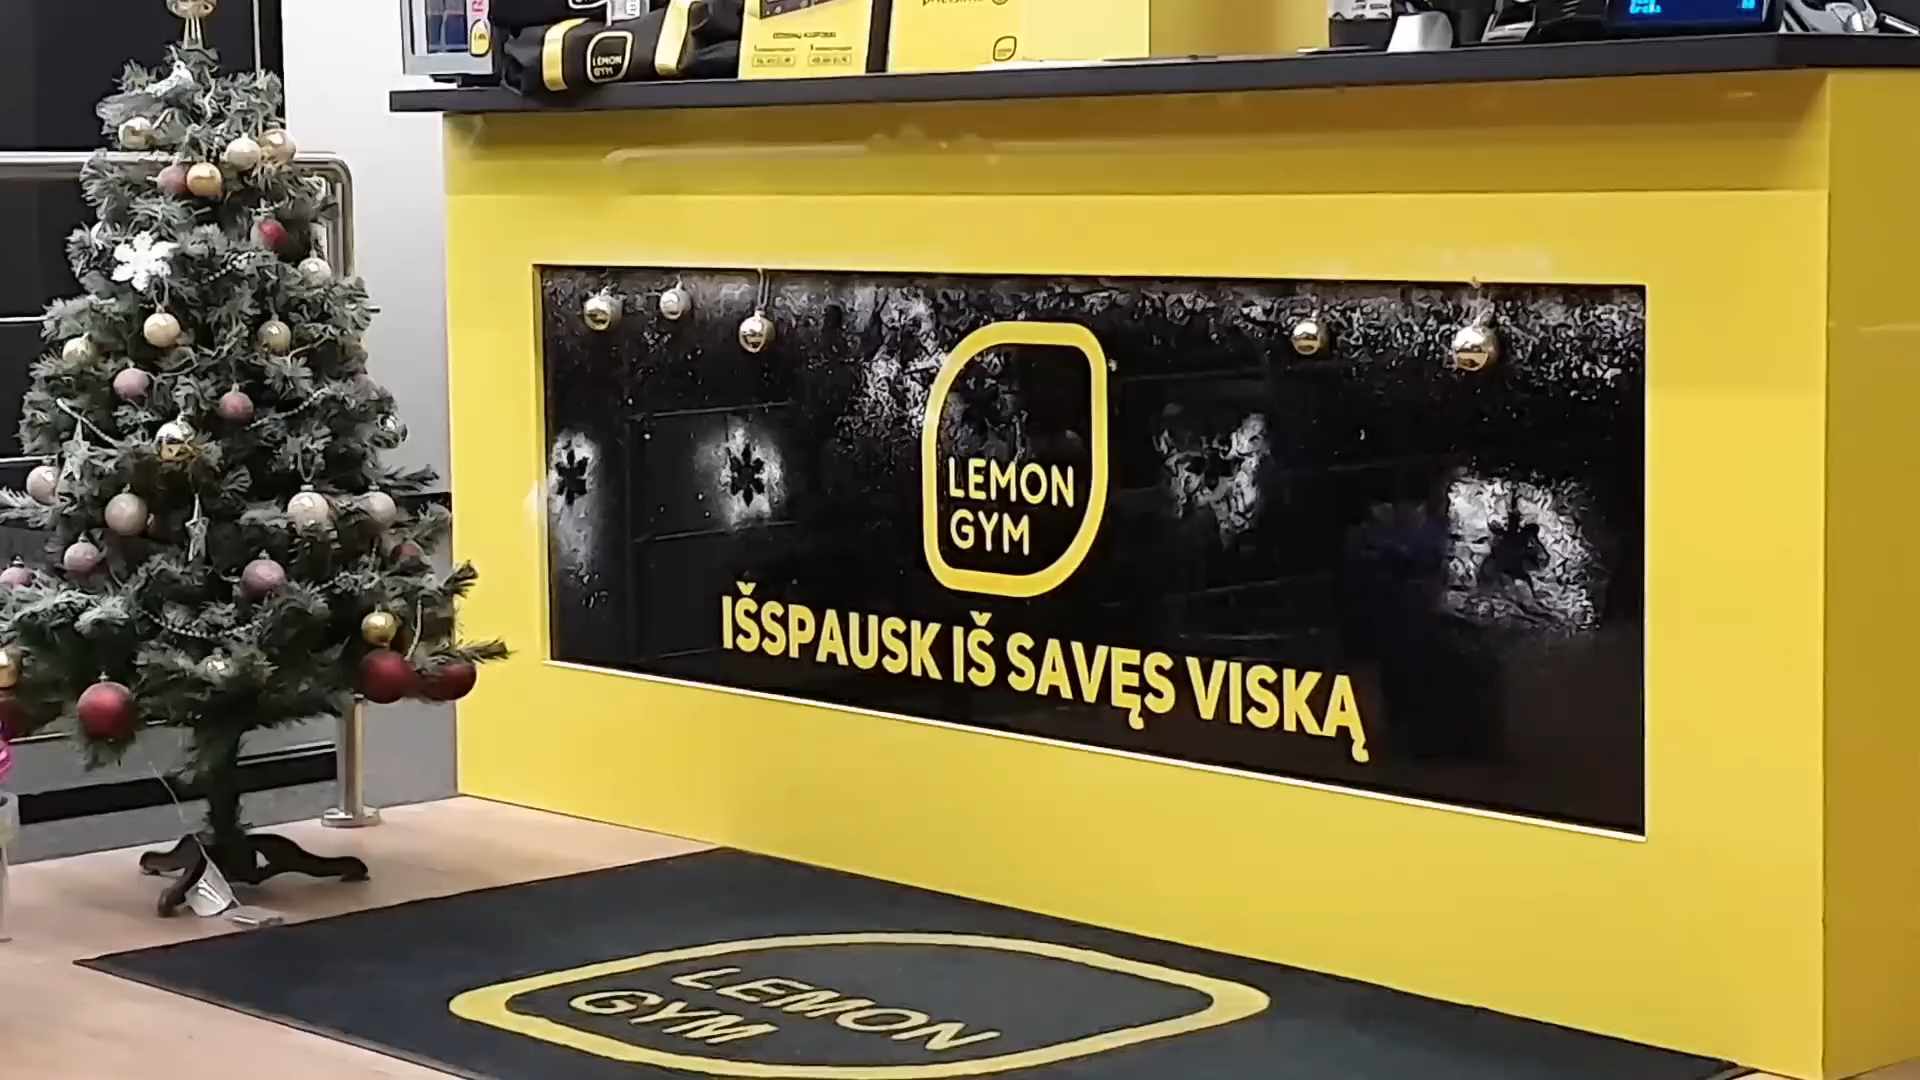 LEMON
GYM
LEMON
GYM
IŠSPAUSK IŠ SAVĘS VISKĄ
LEMON
GYM